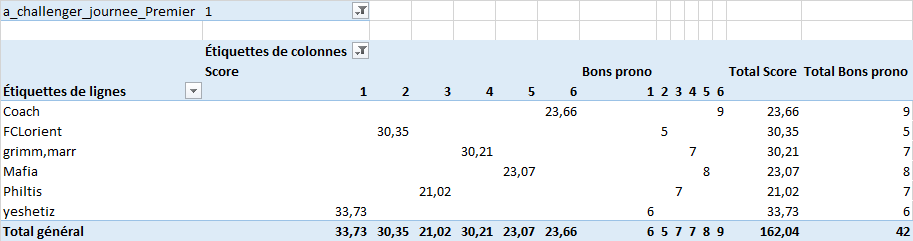 a_challenger_journee_Premier 1
Étiquettes de colonnes
Score Bons prono Total Score Total Bons prono
Étiquettes de lignes 1 2 3 4 5 6 1 2 3 4 5 6
Coach 23,66 9 23,66 9
FCLorient 30,35 5 30,35 5
grimm,marr 30,21 7 30,21 7
Mafia 23,07 8 23,07 8
Philtis 21,02 7 21,02 7
yeshetiz 33,73 6 33,73 6
Total général 33,73 30,35 21,02 30,21 23,07 23,66 6 5 7 7 8 9 162,04 42